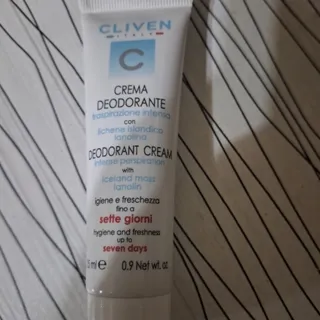 CLIVEN
ITALY
C
CREMA
DEODORANTE
traspirazione intensa
con
lichene islandico
lanolina
DEODORANT CREAM
intense perspiration
with
iceland moss
lanolin
igiene e freschezza
fino a
sette giorni
hygiene and freshness
up to
seven days
ml e 0.9 Net wt. oz.